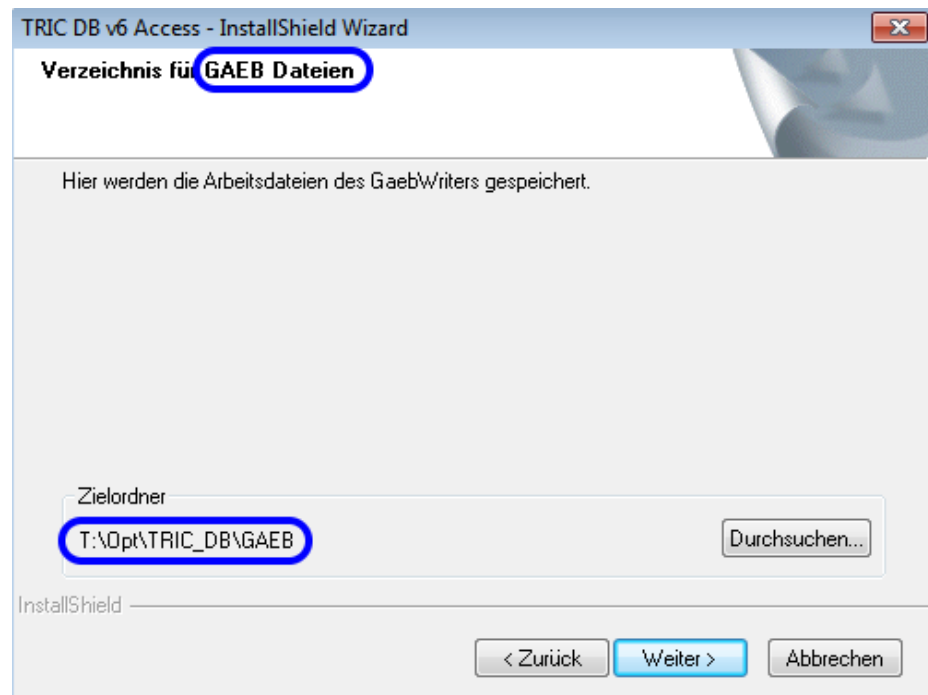 TRIC DB v6 Access - InstallShield Wizard
Verzeichnis für GAEB Dateien
Hier werden die Arbeitsdateien des GaebWriters gespeichert.
Zielordner
T:\Opt\TRIC_DB\GAEB
Durchsuchen...
InstallShield
< Zurück
Weiter >
Abbrechen